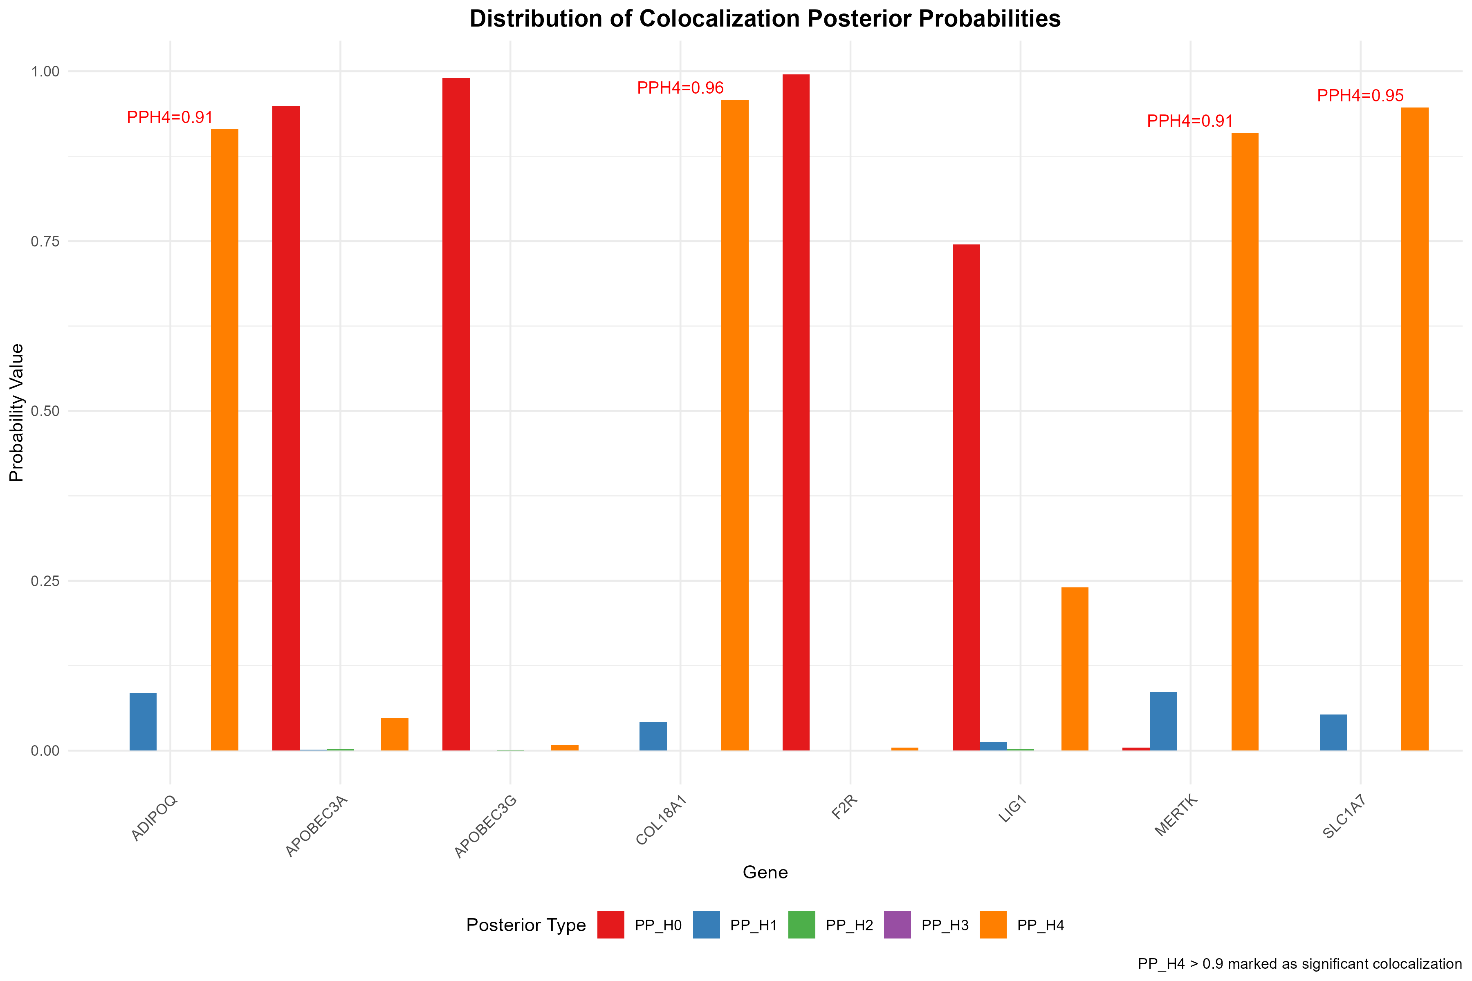 Distribution of Colocalization Posterior Probabilities
Probability Value
1.00
0.75
0.50
0.25
0.00
PPH4=0.91
PPH4=0.96
PPH4=0.91
PPH4=0.95
ADIPOQ
APOBEC3A
APOBEC3G
COL18A1
F2R
LIG1
MERTK
SLC1A7
Gene
Posterior Type PP_H0 PP_H1 PP_H2 PP_H3 PP_H4
PP_H4 > 0.9 marked as significant colocalization